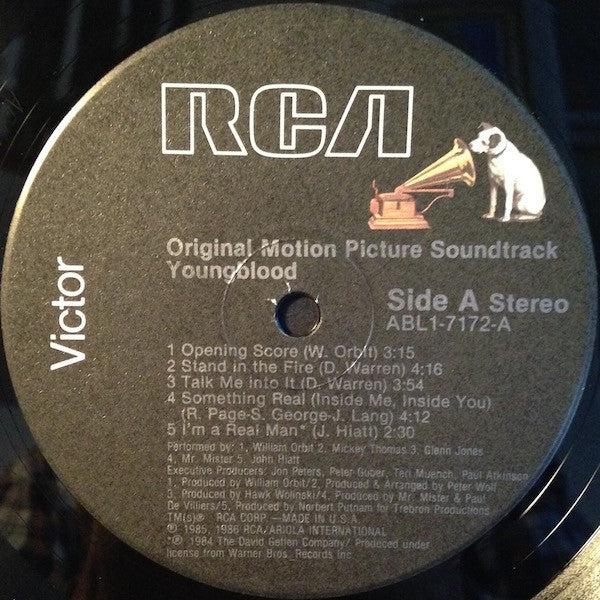 RCA
Victor
Original Motion Picture Soundtrack
Youngblood
Side A Stereo
ABL1-7172-A
1 Opening Score (W. Orbit) 3:15
2 Stand in the Fire (D. Warren) 4:16
3 Talk Me into It (D. Warren) 3:54
4 Something Real (Inside Me, Inside You)
(R. Page-S. George-J. Lang) 4:12
5 I'm a Real Man* (J. Hiatt) 2:30
Performed by: 1, William Orbit 2, Mickey Thomas 3, Glenn Jones
4, Mr. Mister 5, John Hiatt
Executive Producers: Jon Peters, Peter Guber, Teri Muench, Paul Atkinson
1, Produced by William Orbit/2, Produced & Arranged by Peter Wolf
3, Produced by Hawk Wolinski/4, Produced by Mr. Mister & Paul
De Villiers/5, Produced by Norbert Putnam for Trebron Productions
TM(s)® RCA CORP.—MADE IN U.S.A.
℗ 1985, 1986 RCA/ARIOLA INTERNATIONAL
*℗ 1984 The David Geffen Company/ Produced under
license from Warner Bros. Records Inc.